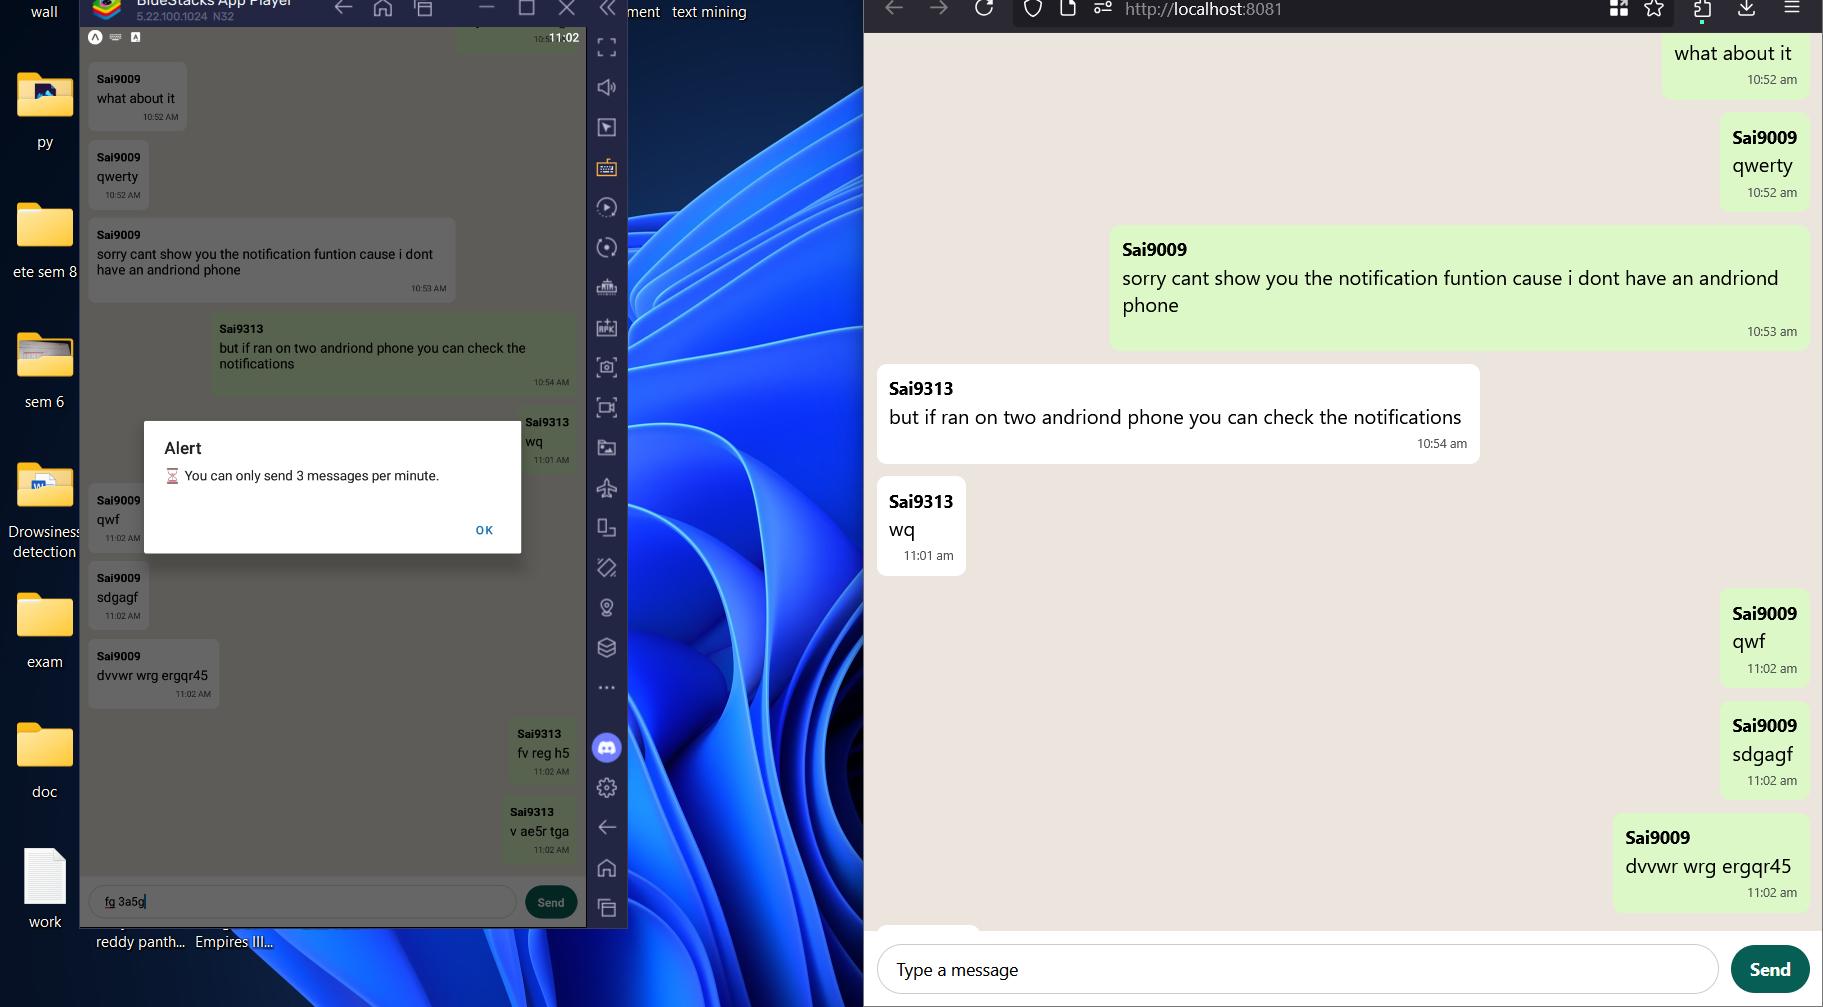 wall
py
ete sem 8
sem 6
Drowsiness
detection
exam
doc
work
reddy panth...
Empires III...
ment
text mining
BlueStacks App Player
5.22.100.1024 N32
11:02
Sai9009
what about it
10:52 AM
Sai9009
qwerty
10:52 AM
Sai9009
sorry cant show you the notification funtion cause i dont
have an andriond phone
10:53 AM
Sai9313
but if ran on two andriond phone you can check the
notifications
10:54 AM
Sai9313
wq
11:01 AM
Alert
⏳ You can only send 3 messages per minute.
OK
Sai9009
qwf
11:02 AM
Sai9009
sdgagf
11:02 AM
Sai9009
dvvwr wrg ergqr45
11:02 AM
Sai9313
fv reg h5
11:02 AM
Sai9313
v ae5r tga
11:02 AM
fg 3a5g
Send
http://localhost:8081
what about it
10:52 am
Sai9009
qwerty
10:52 am
Sai9009
sorry cant show you the notification funtion cause i dont have an andriond
phone
10:53 am
Sai9313
but if ran on two andriond phone you can check the notifications
10:54 am
Sai9313
wq
11:01 am
Sai9009
qwf
11:02 am
Sai9009
sdgagf
11:02 am
Sai9009
dvvwr wrg ergqr45
11:02 am
Type a message
Send